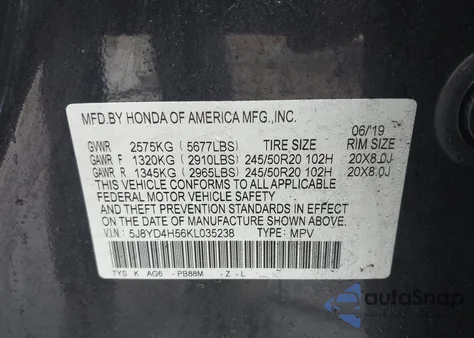 MFD.BY HONDA OF AMERICA MFG.,INC.
06/19
GVWR 2575KG (5677LBS) TIRE SIZE RIM SIZE
GAWR F 1320KG (2910LBS) 245/50R20 102H 20X8.0J
GAWR R 1345KG (2965LBS) 245/50R20 102H 20X8.0J
THIS VEHICLE CONFORMS TO ALL APPLICABLE
FEDERAL MOTOR VEHICLE SAFETY
AND THEFT PREVENTION STANDARDS IN EFFECT
ON THE DATE OF MANUFACTURE SHOWN ABOVE.
V.I.N: 5J8YD4H56KL035238 TYPE: MPV
TYS K AG6 -PB88M -Z -L
autoSnap